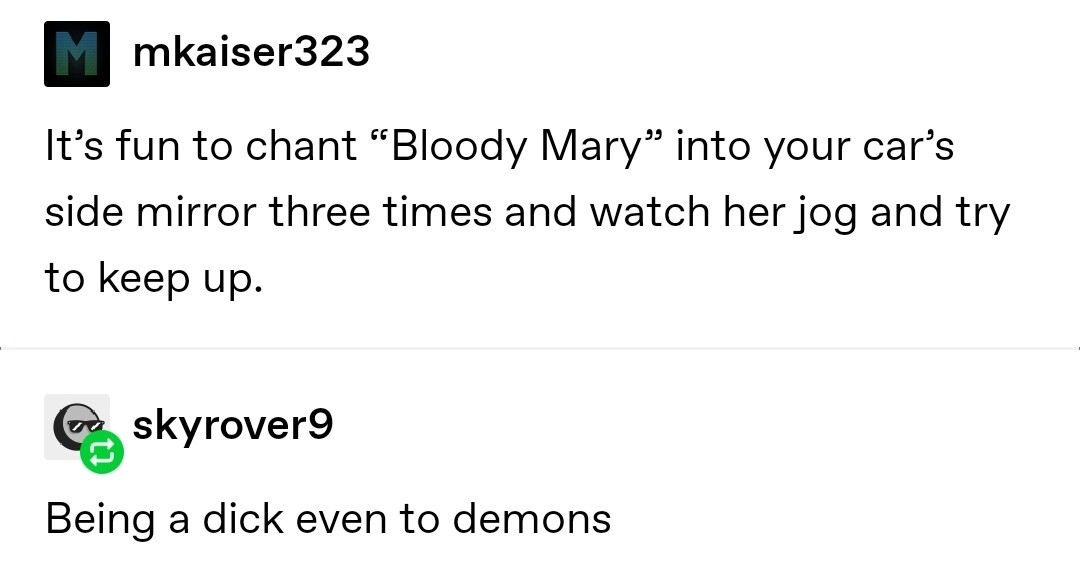 M
mkaiser323
It’s fun to chant “Bloody Mary” into your car’s
side mirror three times and watch her jog and try
to keep up.
skyrover9
Being a dick even to demons